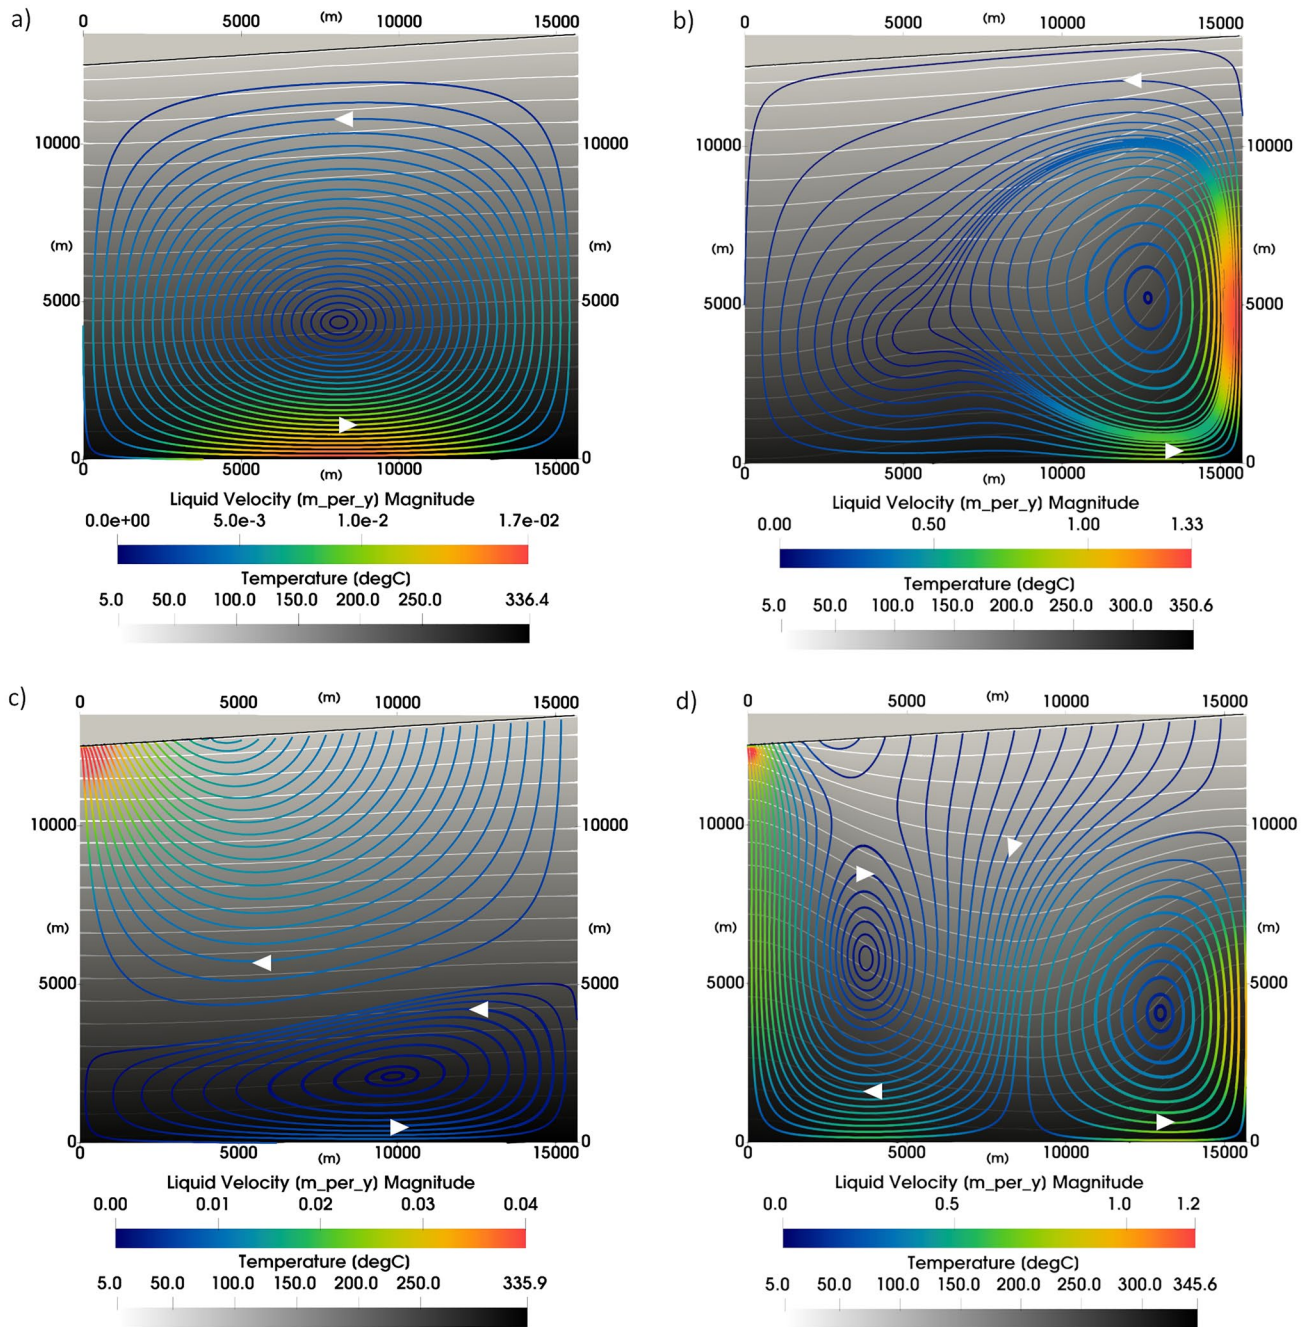 a)
0 5000 (m) 10000 15000
10000 10000
(m) (m)
5000 5000
0 0
0 5000 10000 15000
(m)
Liquid Velocity (m_per_y) Magnitude
0.0e+00 5.0e-3 1.0e-2 1.7e-02
Temperature (degC)
5.0 50.0 100.0 150.0 200.0 250.0 336.4
b)
0 5000 (m) 10000 15000
10000 10000
(m) (m)
5000 5000
0 0
0 5000 10000 15000
(m)
Liquid Velocity (m_per_y) Magnitude
0.00 0.50 1.00 1.33
Temperature (degC)
5.0 50.0 100.0 150.0 200.0 250.0 300.0 350.6
c)
0 5000 (m) 10000 15000
10000 10000
(m) (m)
5000 5000
0 0
0 5000 10000 15000
(m)
Liquid Velocity (m_per_y) Magnitude
0.00 0.01 0.02 0.03 0.04
Temperature (degC)
5.0 50.0 100.0 150.0 200.0 250.0 335.9
d)
0 5000 (m) 10000 15000
10000 10000
(m) (m)
5000 5000
0 0
0 5000 10000 15000
(m)
Liquid Velocity (m_per_y) Magnitude
0.0 0.5 1.0 1.2
Temperature (degC)
5.0 50.0 100.0 150.0 200.0 250.0 300.0 345.6